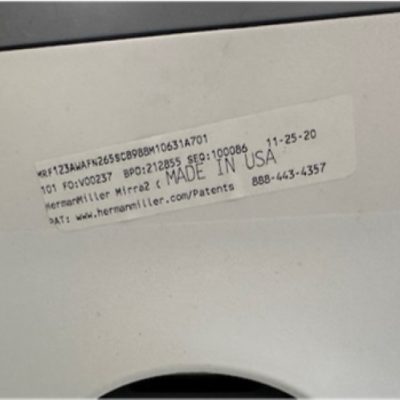 MRF123AWAFN265SCB9BBM10631A701
101 FO:V00237 BPO:212855 SEQ:100086 11-25-20
HermanMiller Mirra2 ( MADE IN USA
PAT: www.hermanmiller.com/Patents 888-443-4357